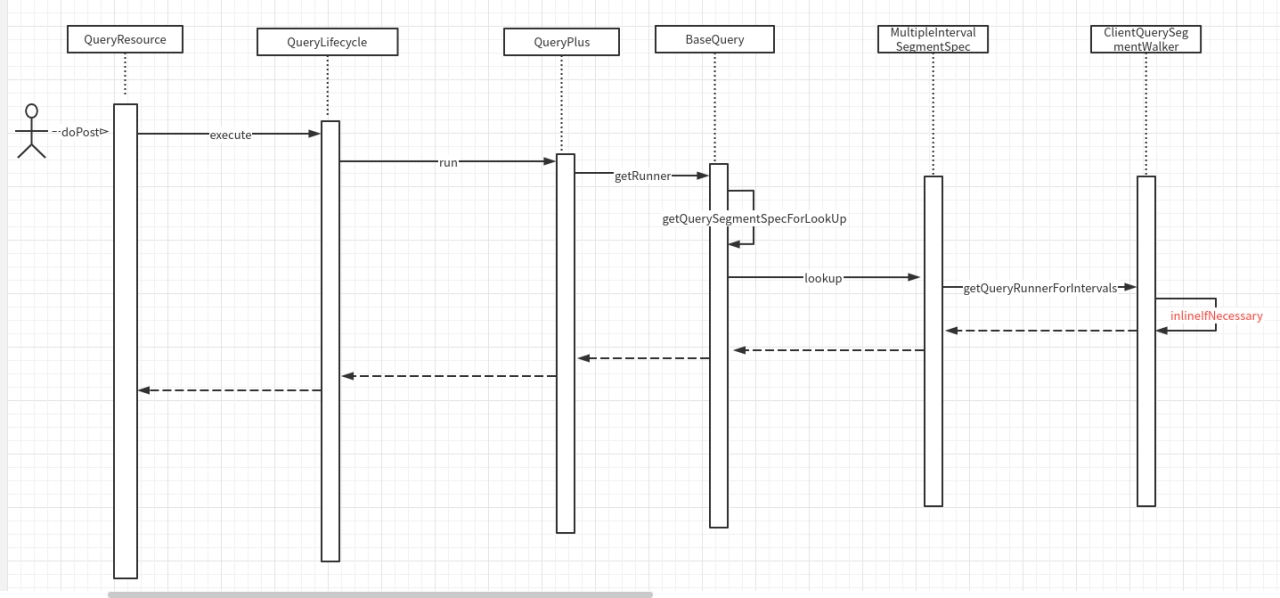 QueryResource
QueryLifecycle
QueryPlus
BaseQuery
MultipleInterval
SegmentSpec
ClientQuerySeg
mentWalker
doPost
execute
run
getRunner
getQuerySegmentSpecForLookUp
lookup
getQueryRunnerForIntervals
inlineIfNecessary